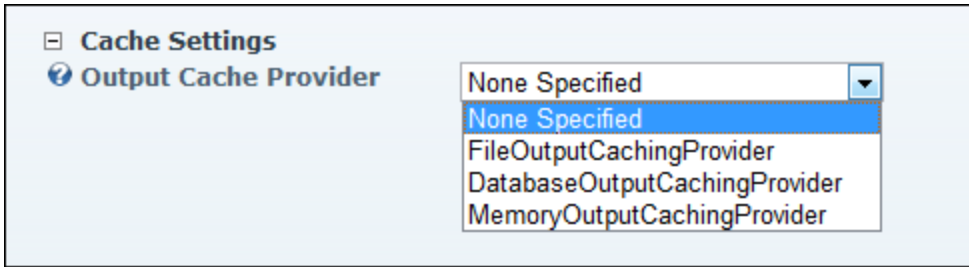 Cache Settings
Output Cache Provider None Specified
None Specified
FileOutputCachingProvider
DatabaseOutputCachingProvider
MemoryOutputCachingProvider